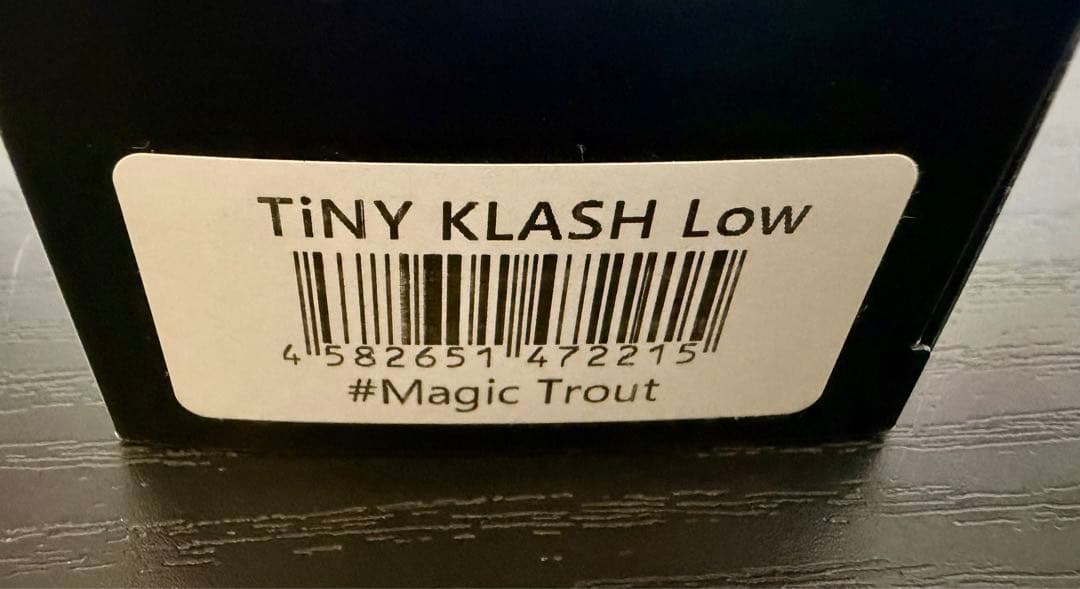 TiNY KLASH Low
4 582651 472215
#Magic Trout